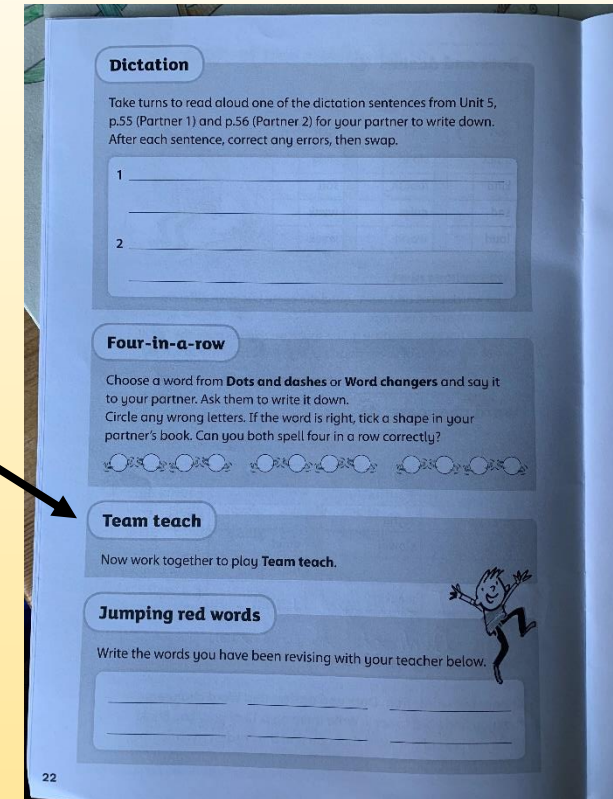 Dictation
Take turns to read aloud one of the dictation sentences from Unit 5,
p.55 (Partner 1) and p.56 (Partner 2) for your partner to write down.
After each sentence, correct any errors, then swap.
1
2
Four-in-a-row
Choose a word from Dots and dashes or Word changers and say it
to your partner. Ask them to write it down.
Circle any wrong letters. If the word is right, tick a shape in your
partner's book. Can you both spell four in a row correctly?
Team teach
Now work together to play Team teach.
Jumping red words
Write the words you have been revising with your teacher below.
22